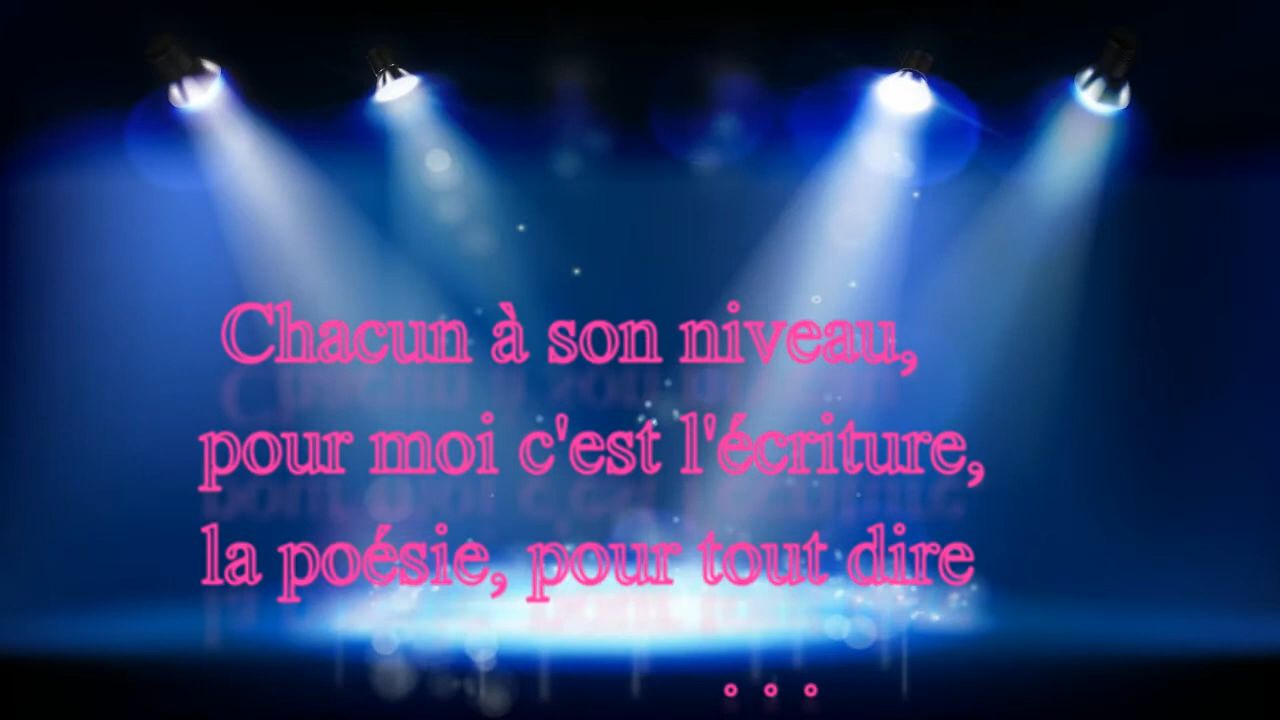 Chacun à son niveau,
pour moi c'est l'écriture,
la poésie, pour tout dire
...